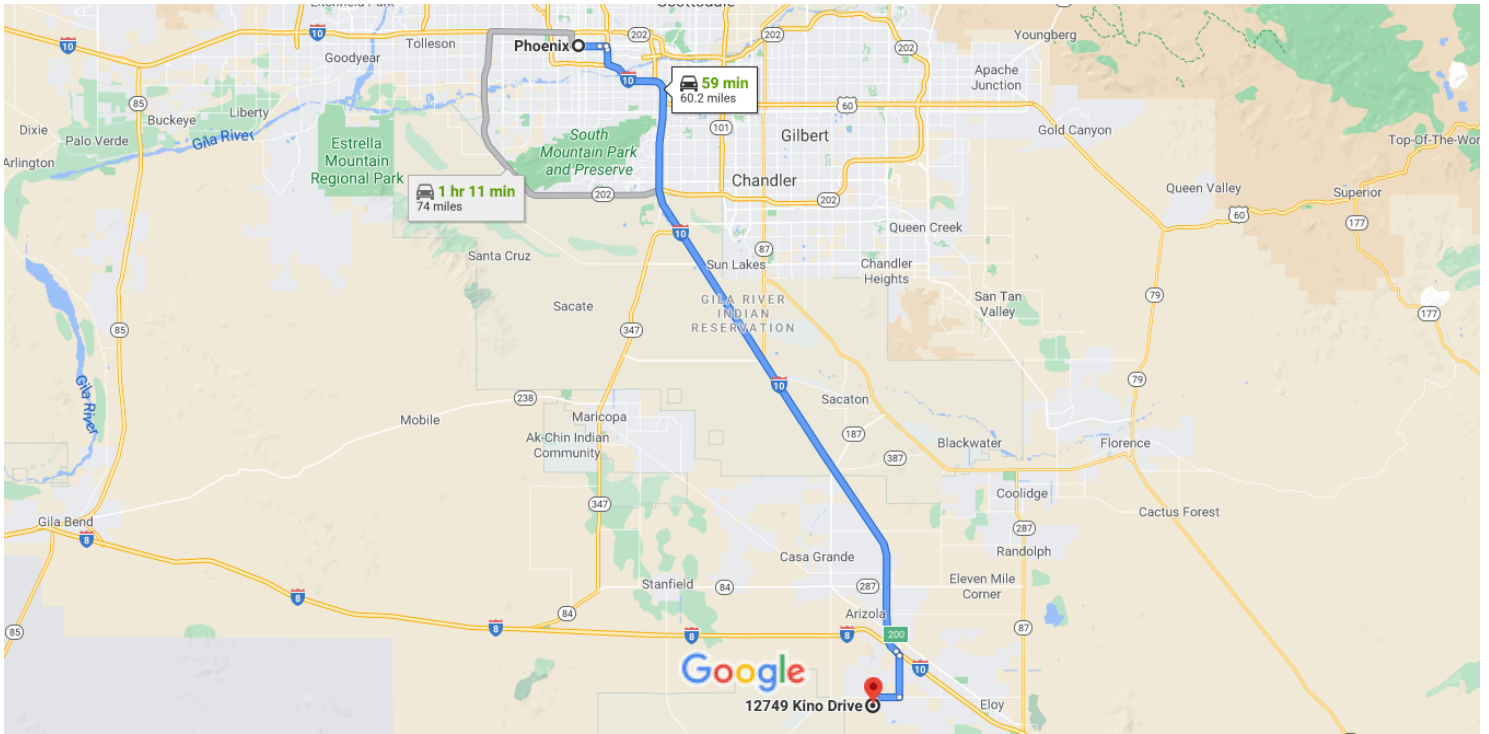 Scottsdale
10
10
Tolleson
Phoenix
202
202
202
Youngberg
Goodyear
10
59 min
60.2 miles
Apache
Junction
85
Buckeye
Liberty
60
Dixie
Palo Verde
Gila River
Arlington
Estrella
Mountain
Regional Park
South
Mountain Park
and Preserve
101
Gilbert
Gold Canyon
Top-Of-The-Wor
1 hr 11 min
74 miles
202
Chandler
202
Queen Valley
Superior
60
177
10
Santa Cruz
87
Queen Creek
Sun Lakes
Chandler
Heights
Sacate
GILA RIVER
INDIAN
RESERVATION
San Tan
Valley
79
177
85
347
Gila River
10
79
238
Sacaton
Mobile
Maricopa
Ak-Chin Indian
Community
187
387
Blackwater
Florence
Coolidge
347
Cactus Forest
Gila Bend
8
287
Casa Grande
Randolph
Stanfield
84
287
Eleven Mile
Corner
8
84
Arizola
85
8
8
8
200
87
10
Google
12749 Kino Drive
Eloy